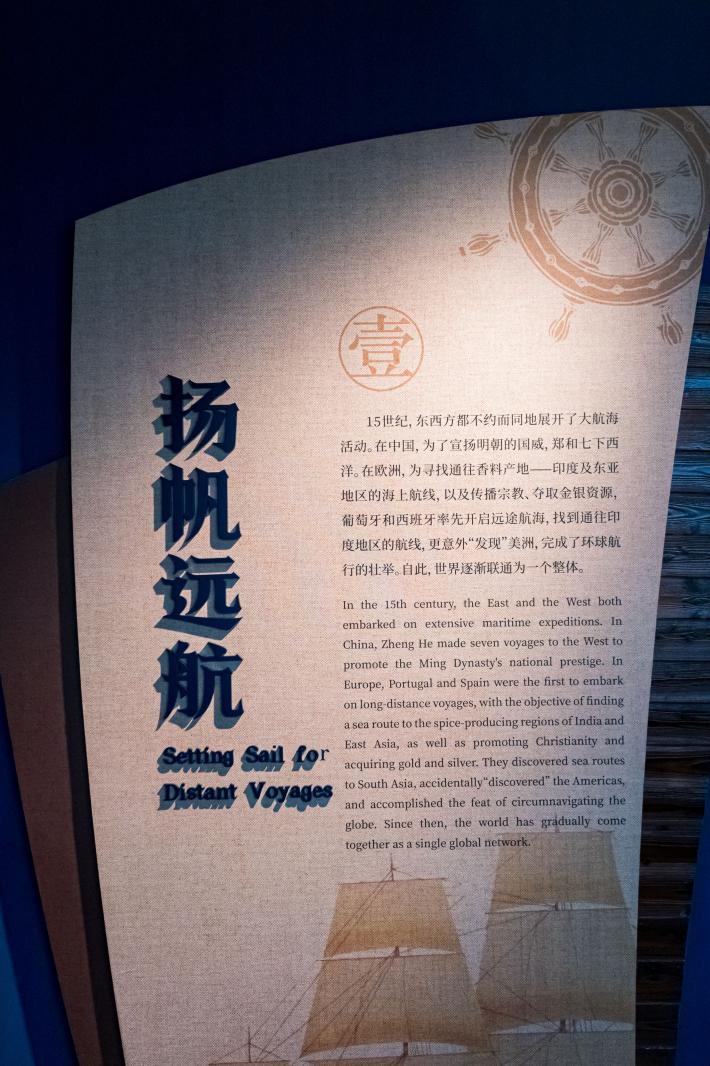 壹
扬帆远航
Setting Sail for
Distant Voyages
15世纪，东西方都不约而同地展开了大航海
活动。在中国，为了宣扬明朝的国威，郑和七下西
洋。在欧洲，为寻找通往香料产地——印度及东亚
地区的海上航线，以及传播宗教、夺取金银资源，
葡萄牙和西班牙率先开启远途航海，找到通往印
度地区的航线，更意外“发现”美洲，完成了环球航
行的壮举。自此，世界逐渐联通为一个整体。
In the 15th century, the East and the West both
embarked on extensive maritime expeditions. In
China, Zheng He made seven voyages to the West to
promote the Ming Dynasty's national prestige. In
Europe, Portugal and Spain were the first to embark
on long-distance voyages, with the objective of finding
a sea route to the spice-producing regions of India and
East Asia, as well as promoting Christianity and
acquiring gold and silver. They discovered sea routes
to South Asia, accidentally“discovered” the Americas,
and accomplished the feat of circumnavigating the
globe. Since then, the world has gradually come
together as a single global network.